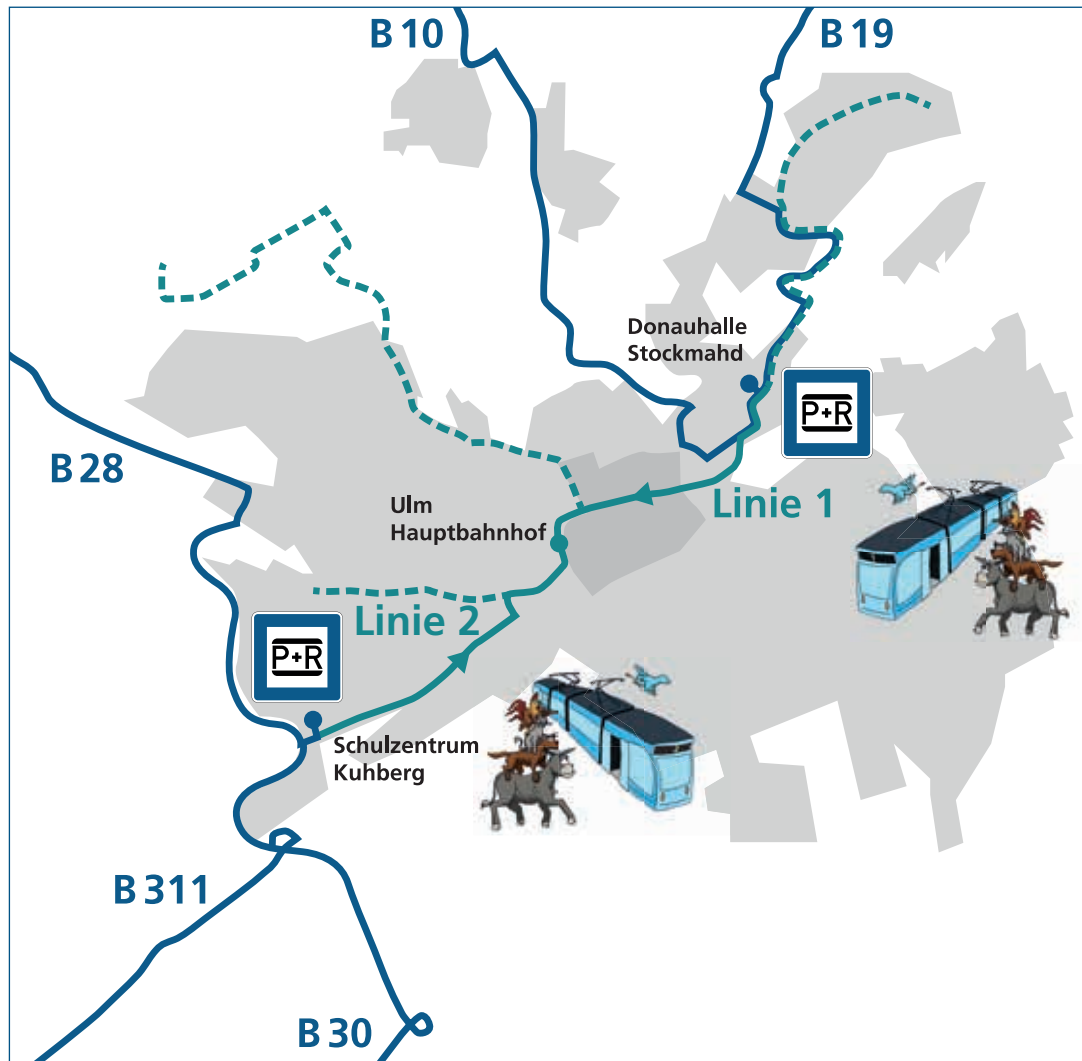 B 10
B 19
Donauhalle
Stockmahd
P+R
B 28
Ulm
Hauptbahnhof
Linie 1
Linie 2
P+R
Schulzentrum
Kuhberg
B 311
B 30